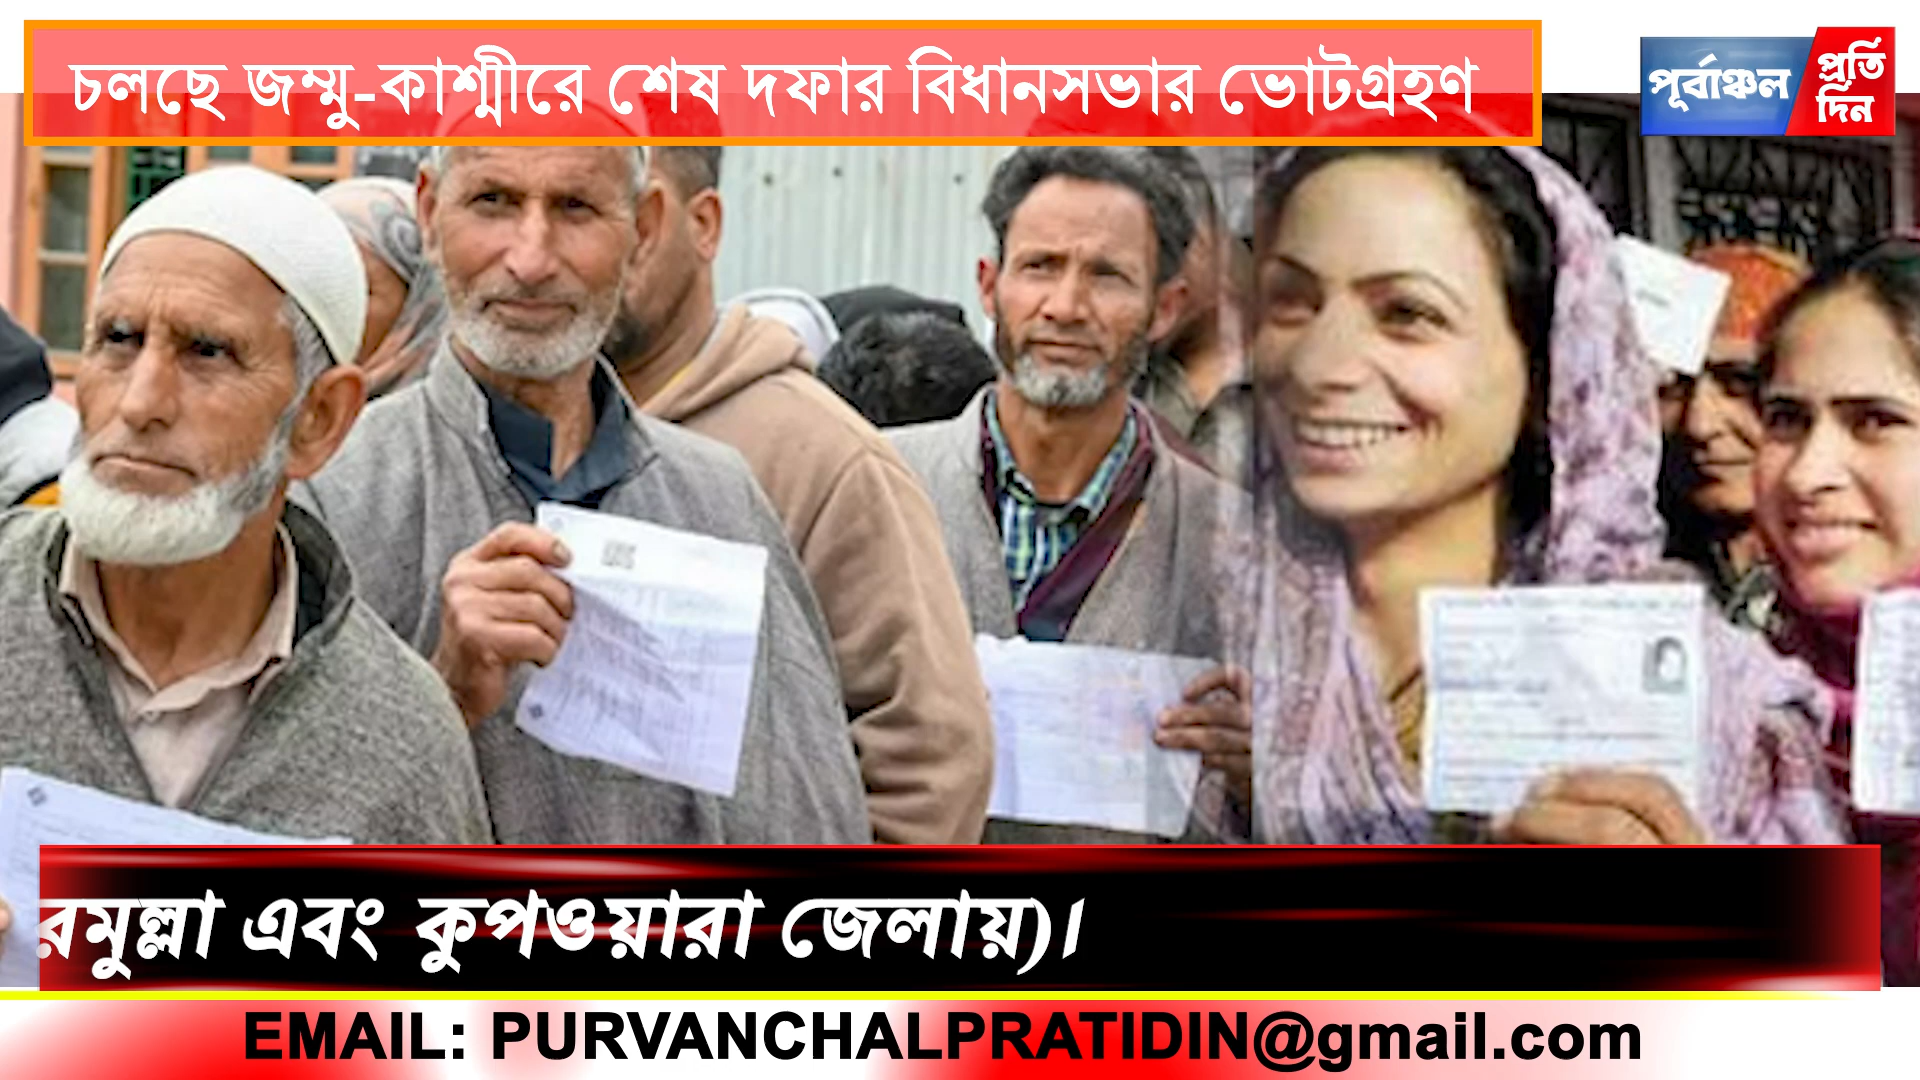 চলছে জম্মু-কাশ্মীরে শেষ দফার বিধানসভার ভোটগ্রহণ
পূর্বাঞ্চল
প্রতি
দিন
রমুল্লা এবং কুপওয়ারা জেলায়)।
EMAIL: PURVANCHALPRATIDIN@gmail.com